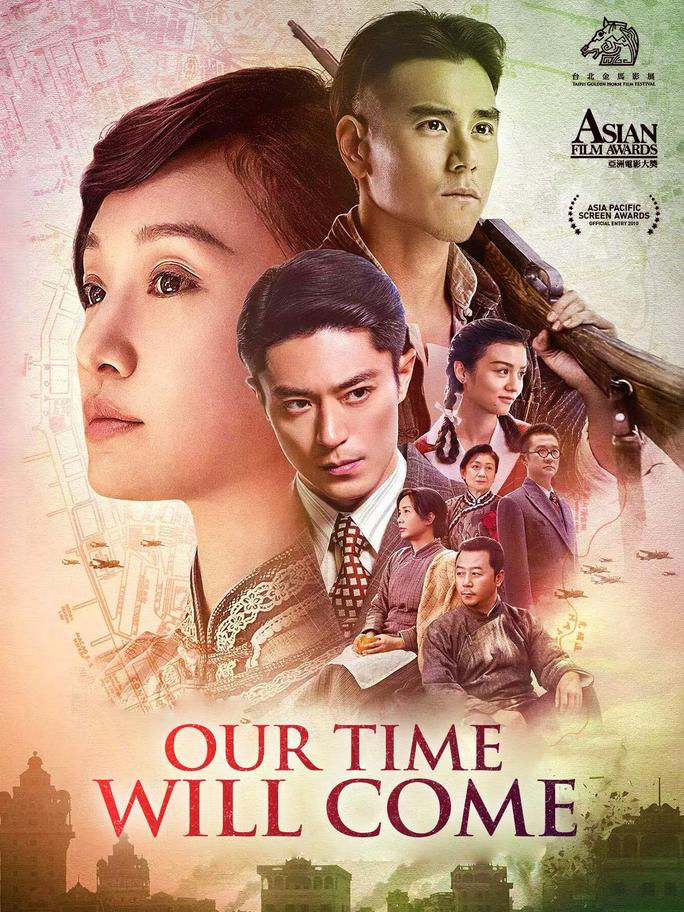 台北金馬影展
TAIPEI GOLDEN HORSE FILM FESTIVAL
ASIAN
FILM AWARDS
亞洲電影大獎
ASIA PACIFIC
SCREEN AWARDS
OFFICIAL ENTRY 2010
OUR TIME
WILL COME